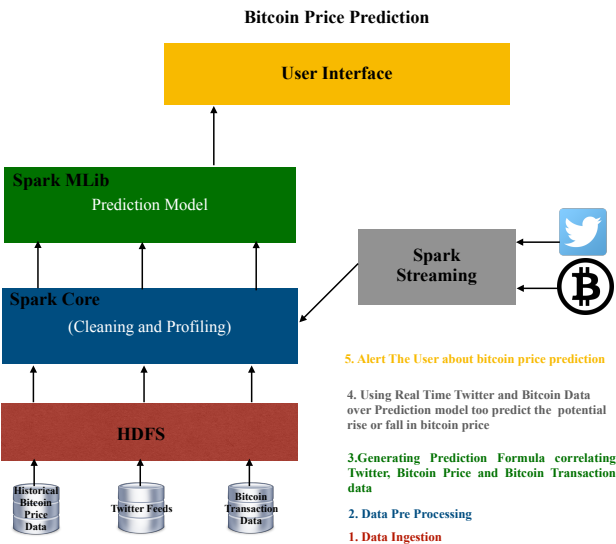 Bitcoin Price Prediction
User Interface
Spark MLib
Prediction Model
Spark
Streaming
Spark Core
(Cleaning and Profiling)
HDFS
Historical
Bitcoin
Price
Data
Twitter Feeds
Bitcoin
Transaction
Data
5. Alert The User about bitcoin price prediction
4. Using Real Time Twitter and Bitcoin Data
over Prediction model too predict the potential
rise or fall in bitcoin price
3.Generating Prediction Formula correlating
Twitter, Bitcoin Price and Bitcoin Transaction
data
2. Data Pre Processing
1. Data Ingestion